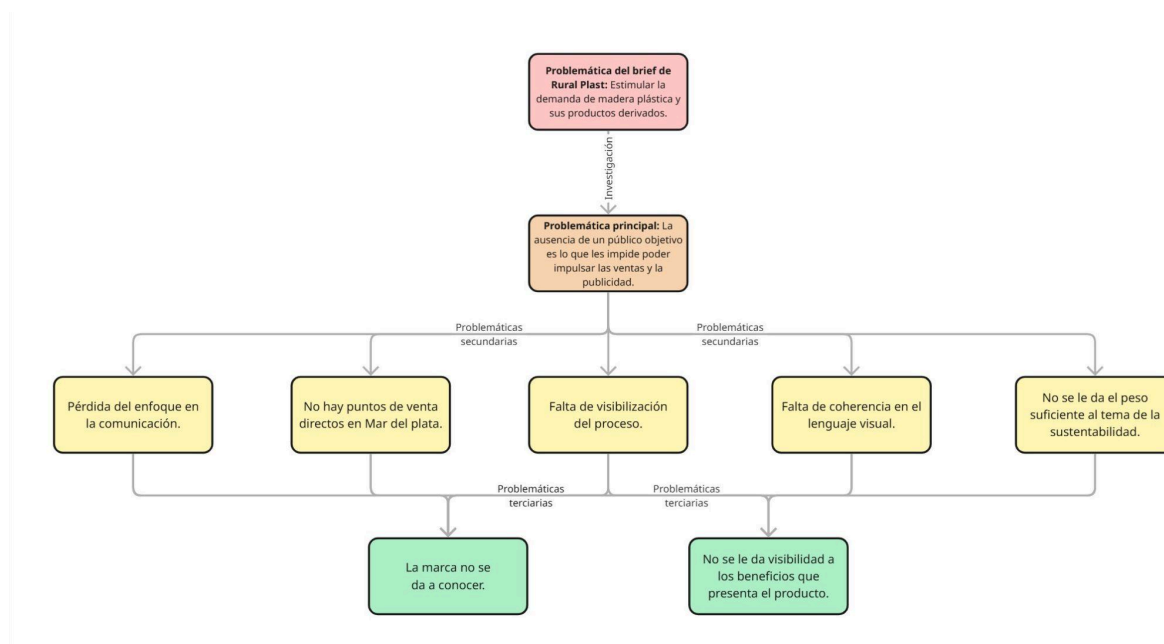 Problemática del brief de
Rural Plast: Estimular la
demanda de madera plástica y
sus productos derivados.
Investigación
Problemática principal: La
ausencia de un público objetivo
es lo que les impide poder
impulsar las ventas y la
publicidad.
Problemáticas
secundarias
Problemáticas
secundarias
Pérdida del enfoque en
la comunicación.
No hay puntos de venta
directos en Mar del plata.
Falta de visibilización
del proceso.
Falta de coherencia en el
lenguaje visual.
No se le da el peso
suficiente al tema de la
sustentabilidad.
Problemáticas
terciarias
Problemáticas
terciarias
La marca no se
da a conocer.
No se le da visibilidad a
los beneficios que
presenta el producto.